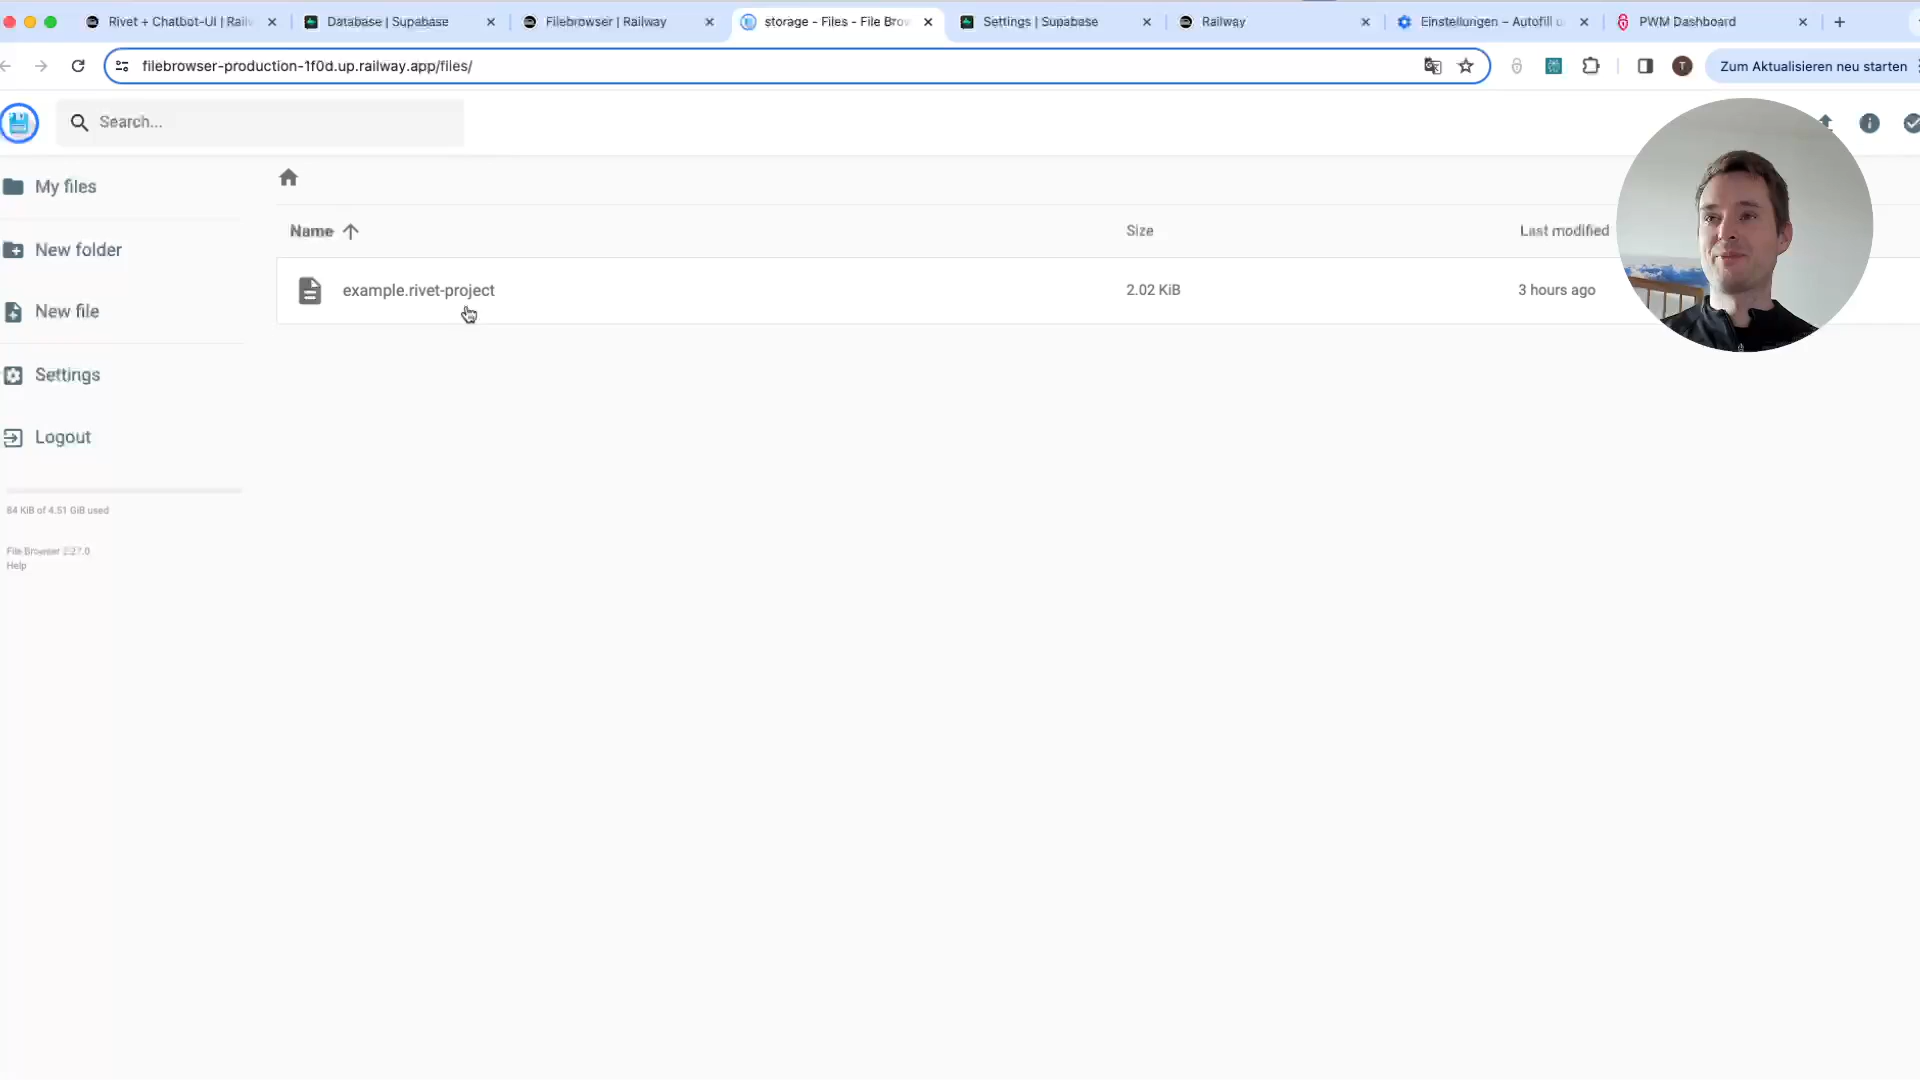 Rivet + Chatbot-UI | Railw
Database | Supabase
Filebrowser | Railway
storage - Files - File Brow
Settings | Supabase
Railway
Einstellungen – Autofill u
PWM Dashboard
filebrowser-production-1f0d.up.railway.app/files/
T
Zum Aktualisieren neu starten
Search...
My files
New folder
New file
Settings
Logout
84 KiB of 4.51 GiB used
File Browser 2.27.0
Help
Name
Size
Last modified
example.rivet-project
2.02 KiB
3 hours ago